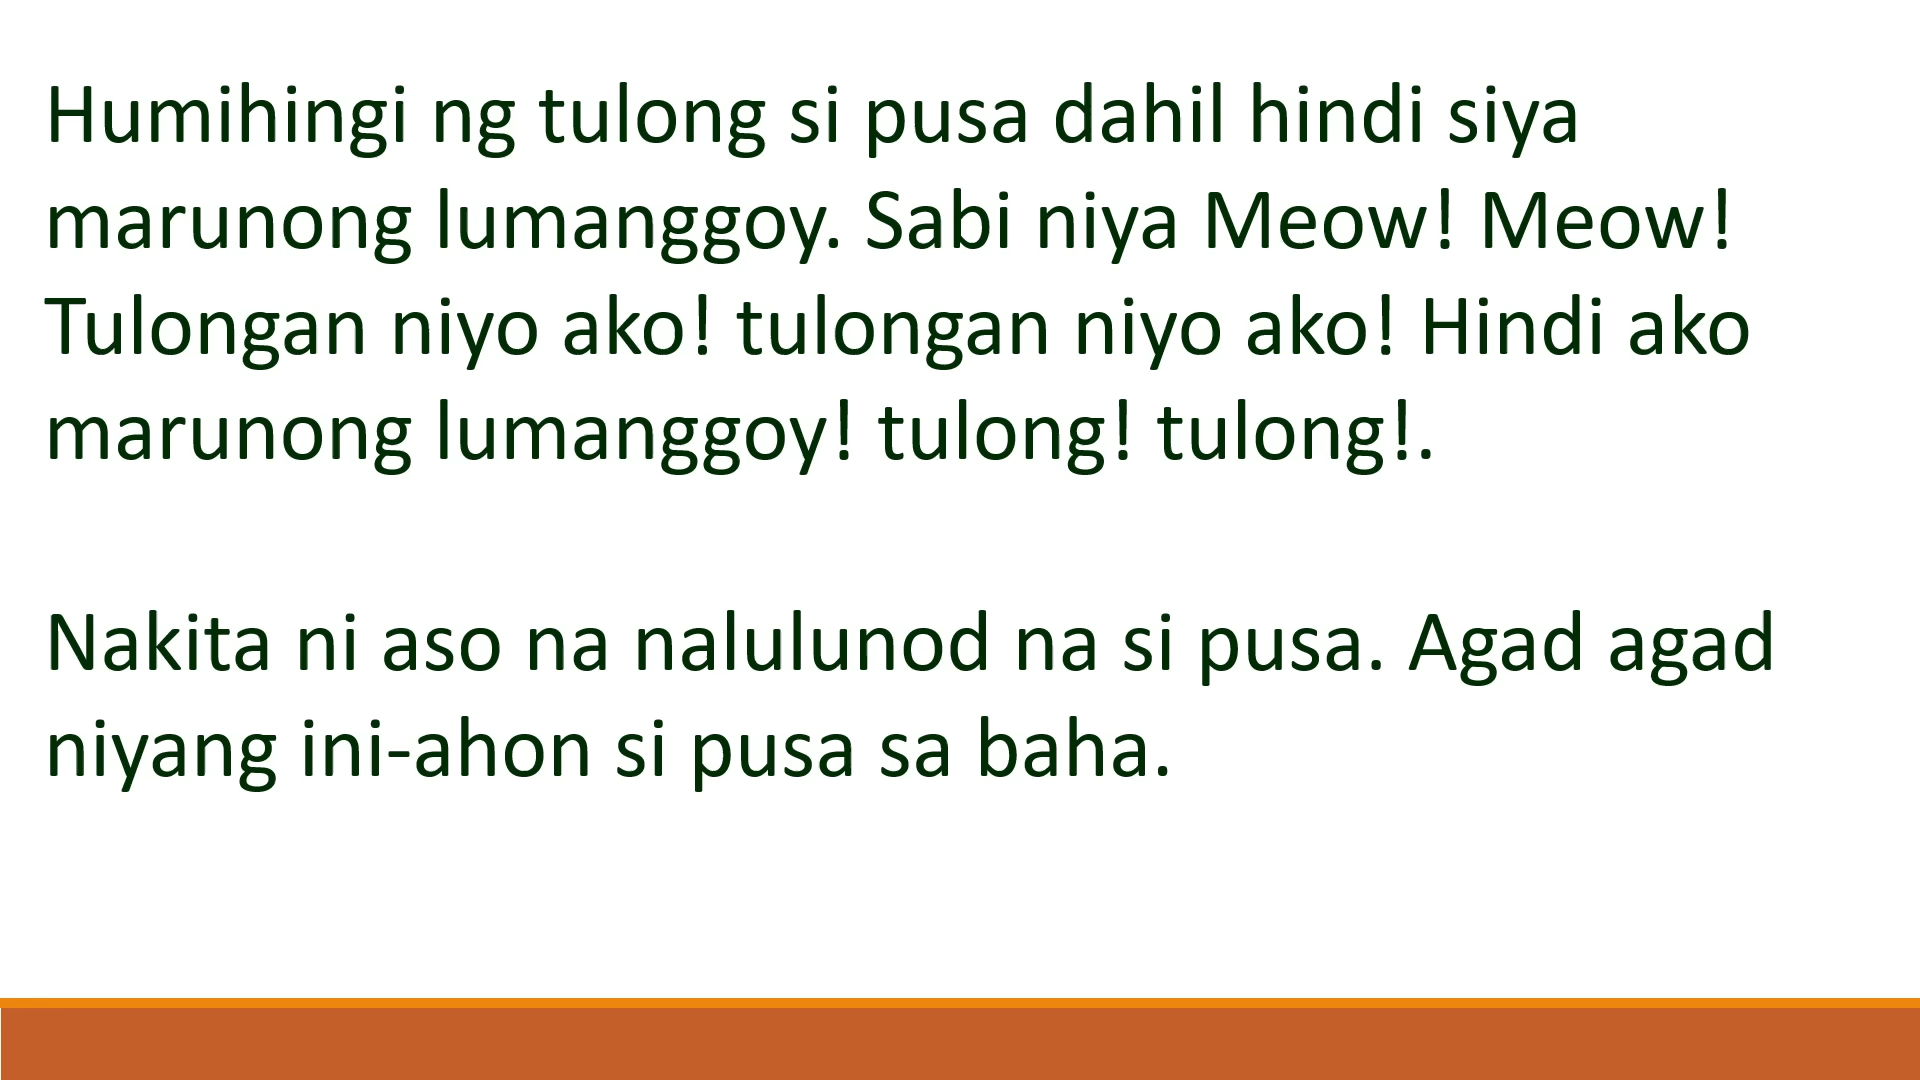 Humihingi ng tulong si pusa dahil hindi siya
marunong lumanggoy. Sabi niya Meow! Meow!
Tulongan niyo ako! tulongan niyo ako! Hindi ako
marunong lumanggoy! tulong! tulong!.
Nakita ni aso na nalulunod na si pusa. Agad agad
niyang ini-ahon si pusa sa baha.